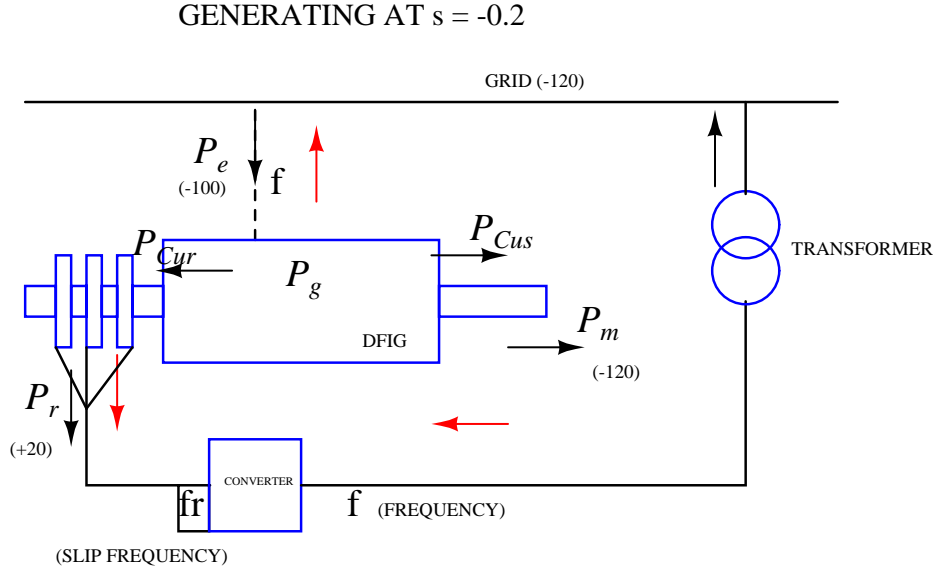 GENERATING AT s = -0.2
GRID (-120)
P_e
(-100)
f
P_Cur
P_g
P_Cus
TRANSFORMER
P_m
DFIG
(-120)
P_r
(+20)
CONVERTER
fr
f (FREQUENCY)
(SLIP FREQUENCY)